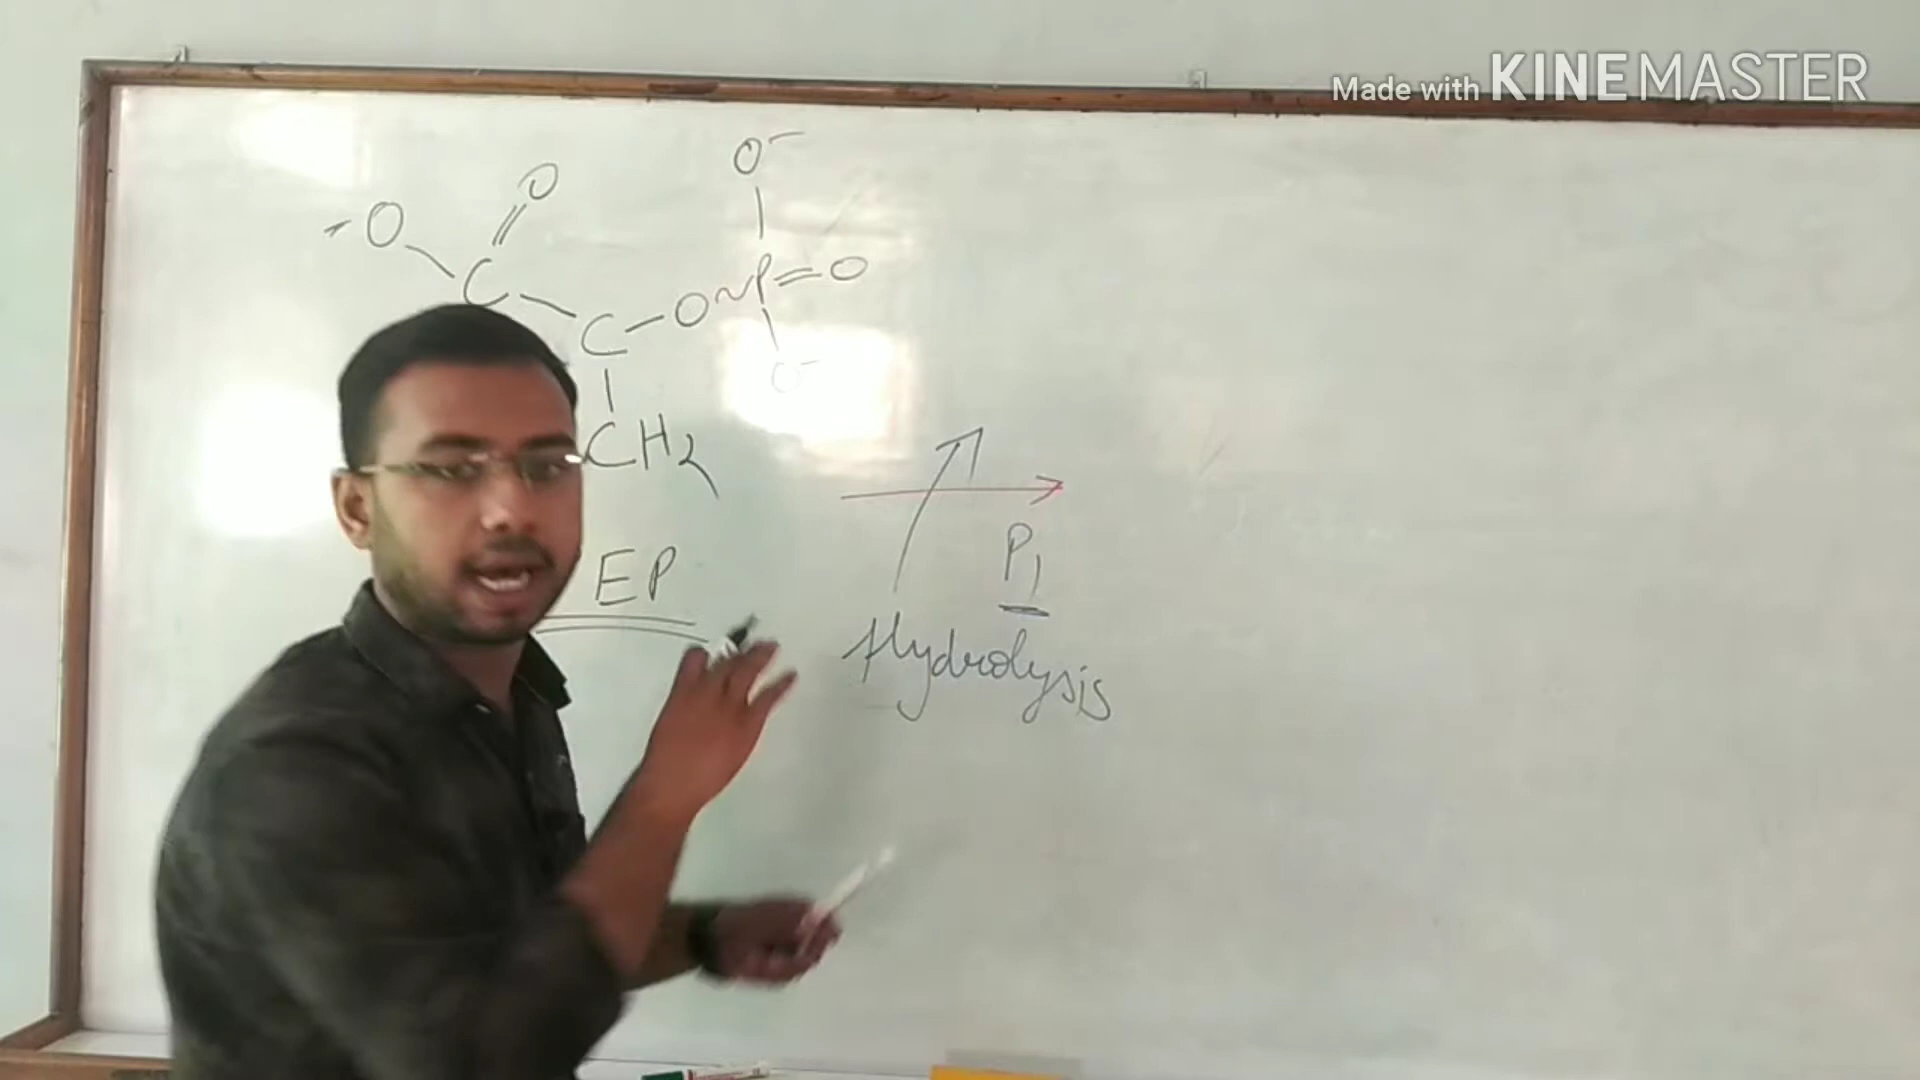 Made with KINEMASTER
O⁻
O
⁻O
C
P=O
C-O~
O⁻
CH2
EP
Pi
Hydrolysis